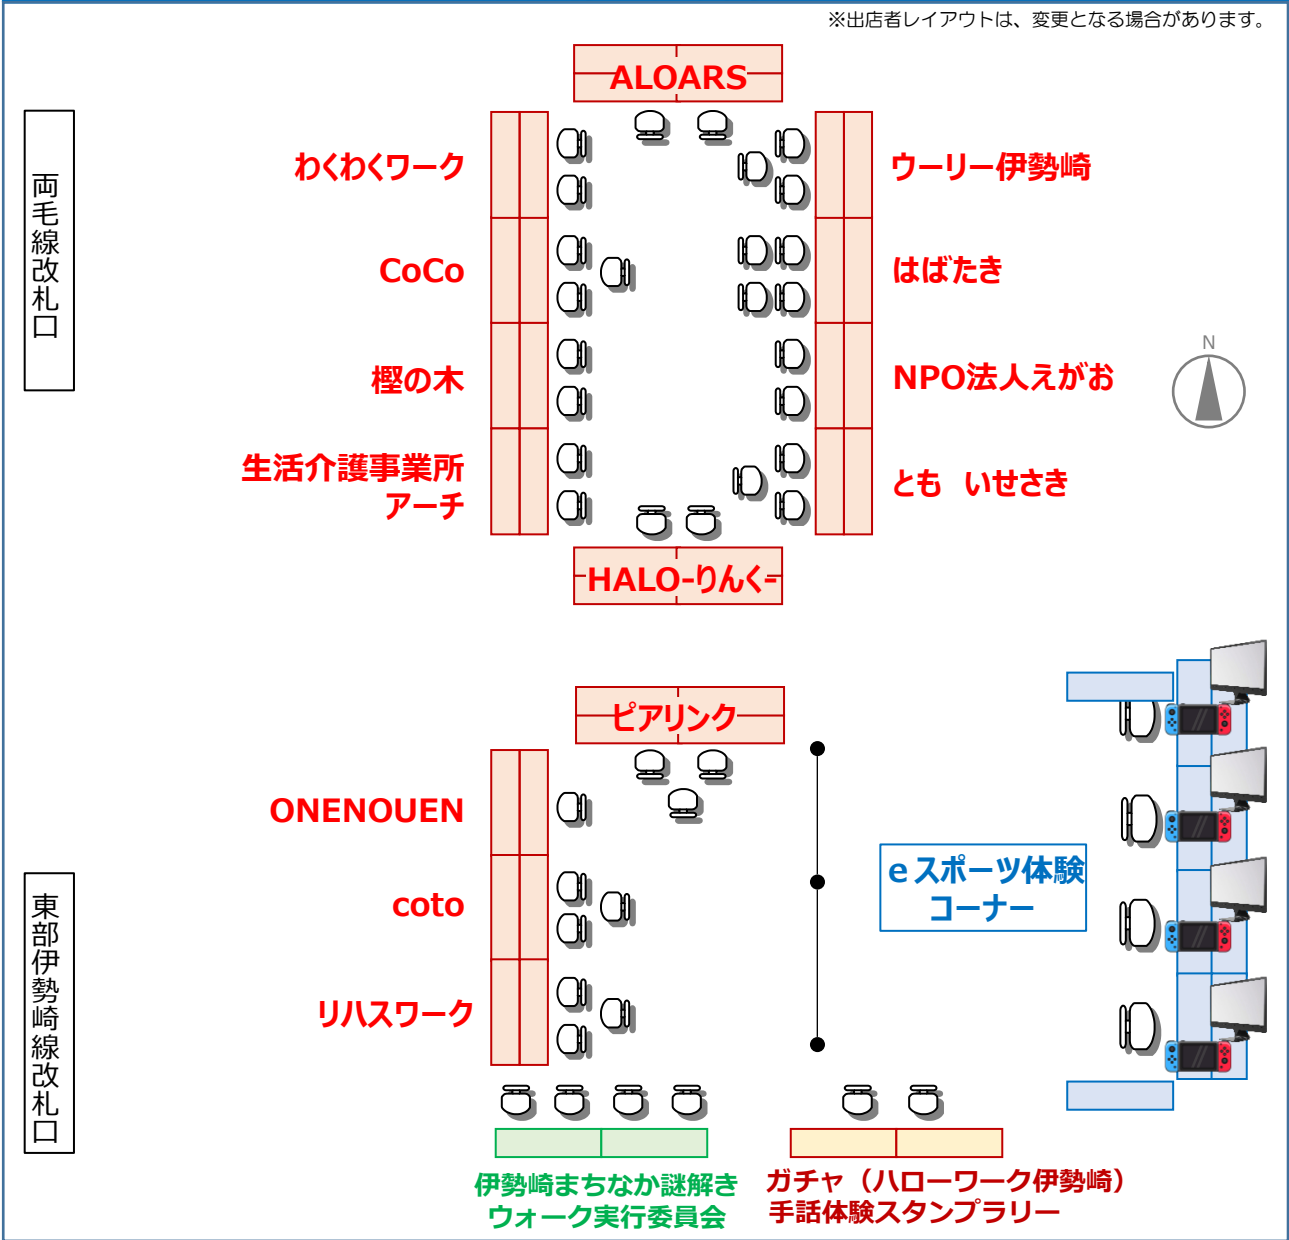 ※出店者レイアウトは、変更となる場合があります。
ALOARS
両毛線改札口
わくわくワーク
ウーリー伊勢崎
CoCo
はばたき
樫の木
NPO法人えがお
N
生活介護事業所
アーチ
とも いせさき
HALO-りんく-
ピアリンク
ONENOUEN
eスポーツ体験
コーナー
coto
東部伊勢崎線改札口
リハスワーク
伊勢崎まちなか謎解き
ウォーク実行委員会
ガチャ（ハローワーク伊勢崎）
手話体験スタンプラリー